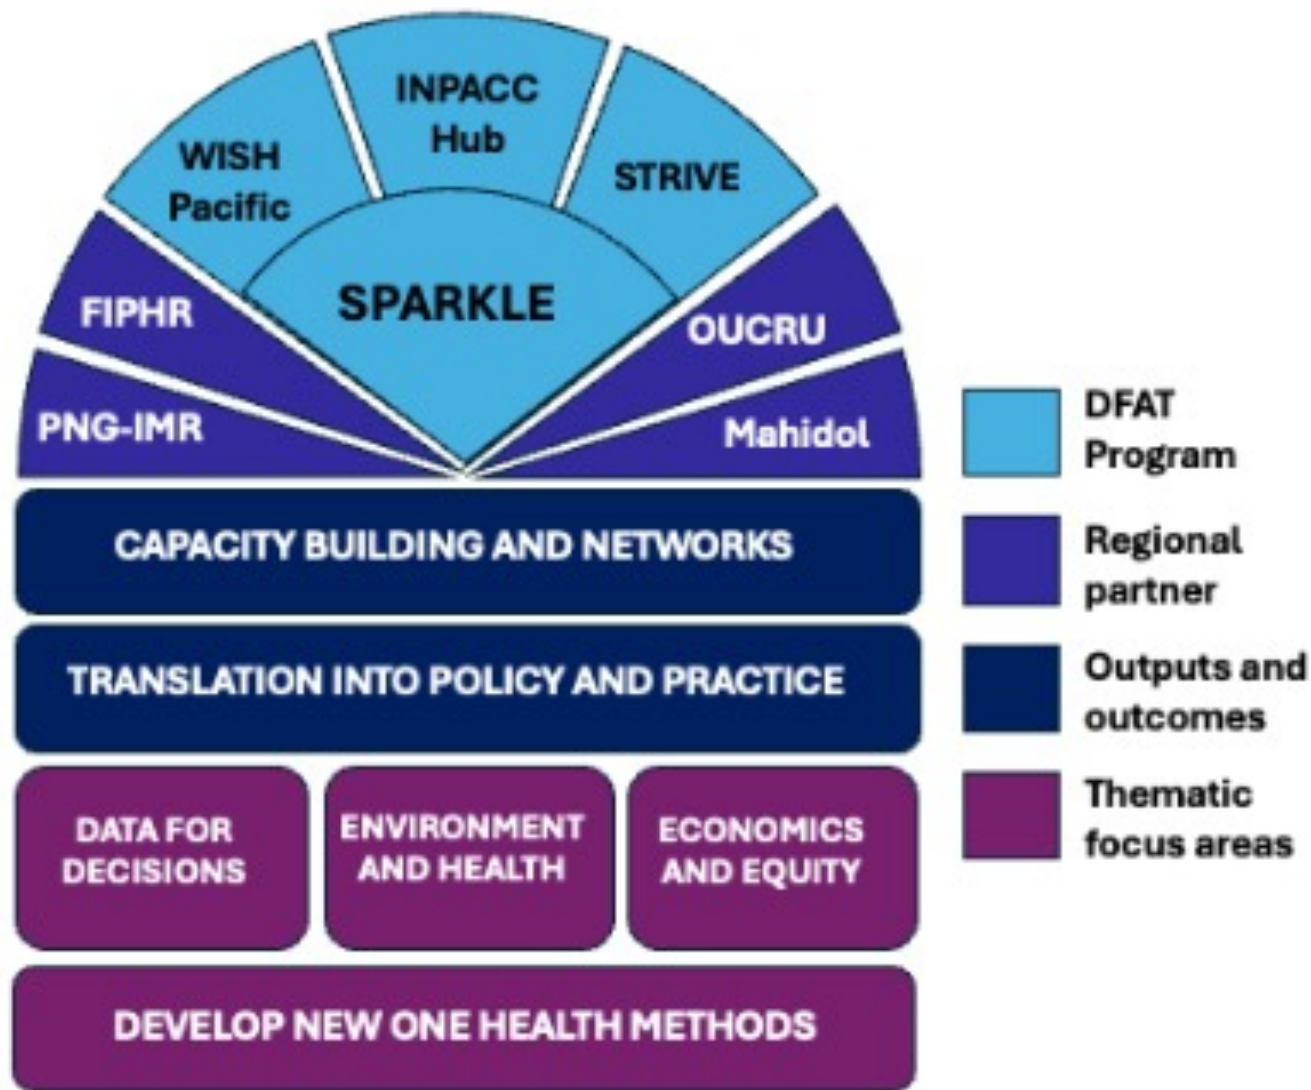 INPACC
Hub
WISH
Pacific
STRIVE
SPARKLE
FIPHR
OUCRU
PNG-IMR
Mahidol
CAPACITY BUILDING AND NETWORKS
TRANSLATION INTO POLICY AND PRACTICE
DATA FOR
DECISIONS
ENVIRONMENT
AND HEALTH
ECONOMICS
AND EQUITY
DEVELOP NEW ONE HEALTH METHODS
DFAT
Program
Regional
partner
Outputs and
outcomes
Thematic
focus areas